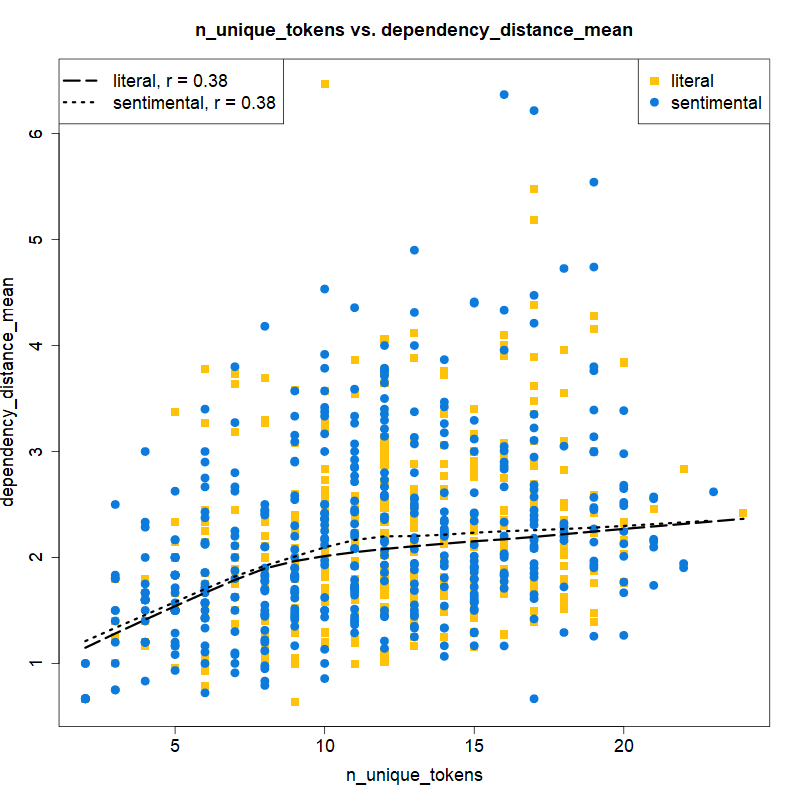 n_unique_tokens vs. dependency_distance_mean
literal, r = 0.38
sentimental, r = 0.38
literal
sentimental
dependency_distance_mean
6
5
4
3
2
1
5
10
15
20
n_unique_tokens